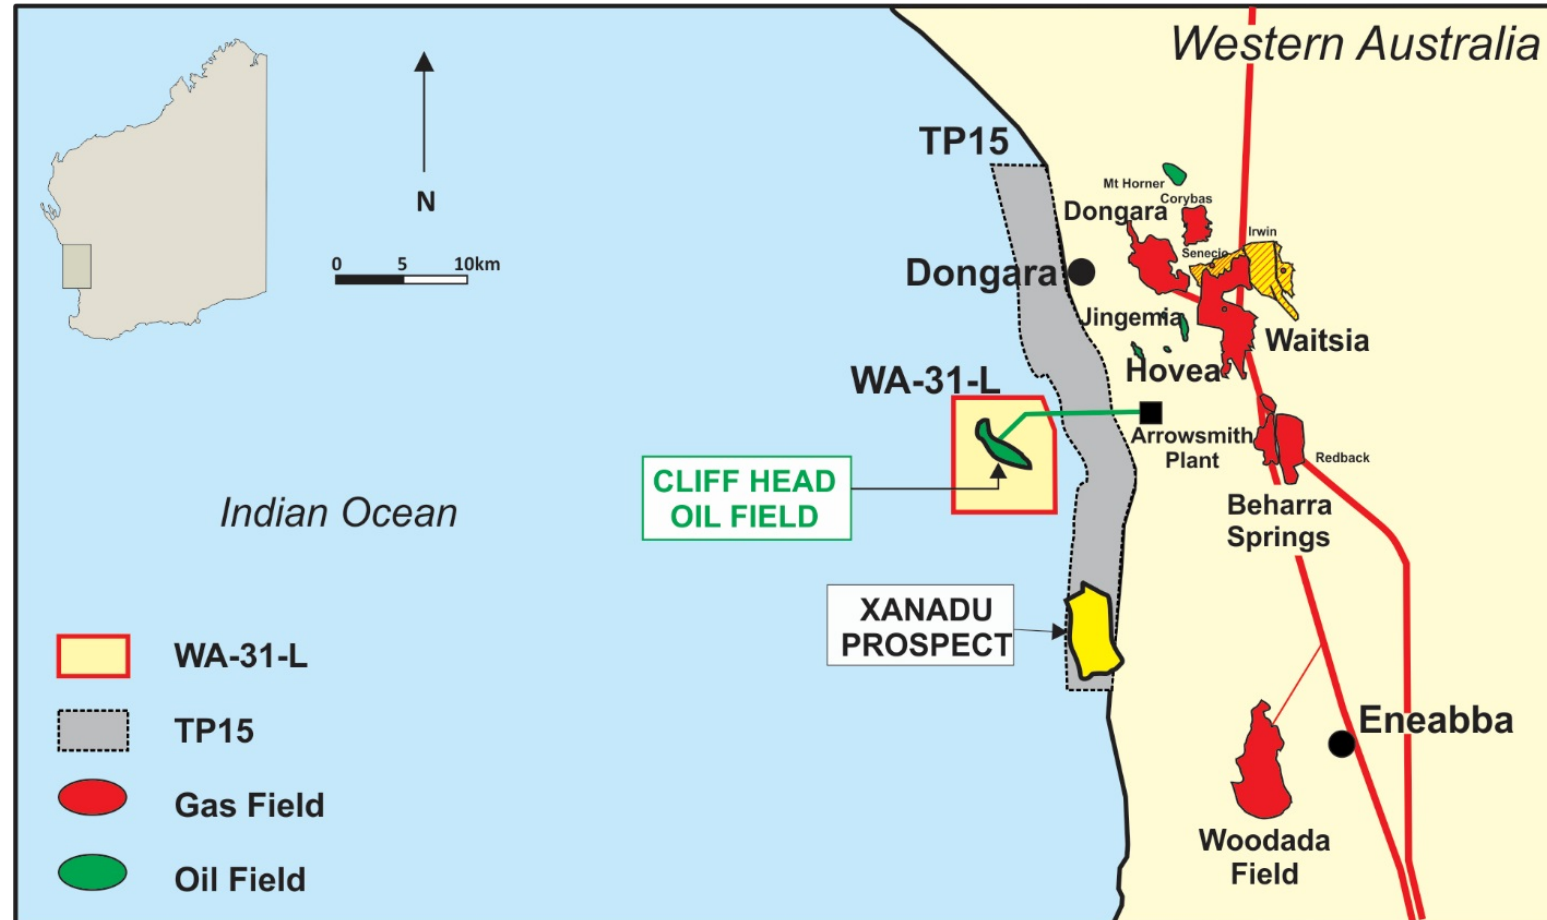 Western Australia
TP15
Mt Horner
Corybas
Dongara
Irwin
Senecio
Dongara
N
0 5 10km
Jingemia
Waitsia
Hovea
WA-31-L
Arrowsmith
Plant
Redback
CLIFF HEAD
OIL FIELD
Beharra
Springs
Indian Ocean
XANADU
PROSPECT
WA-31-L
TP15
Gas Field
Oil Field
Eneabba
Woodada
Field